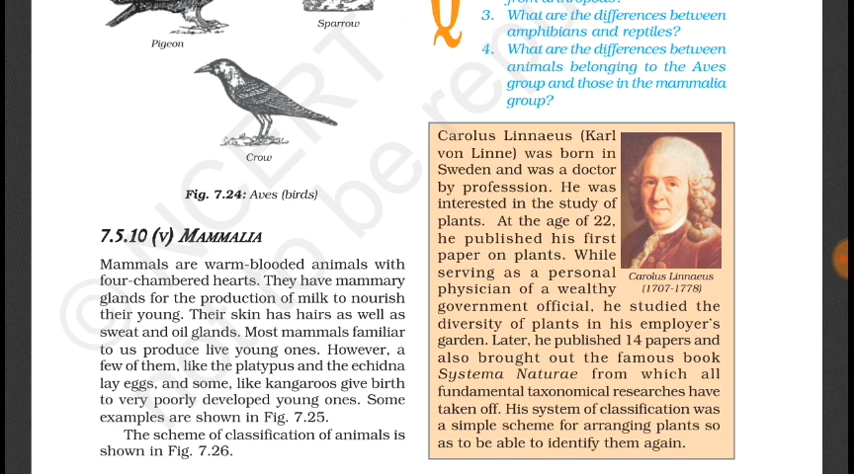 Sparrow
Pigeon
Crow
Fig. 7.24: Aves (birds)
7.5.10 (v) MAMMALIA
Mammals are warm-blooded animals with
four-chambered hearts. They have mammary
glands for the production of milk to nourish
their young. Their skin has hairs as well as
sweat and oil glands. Most mammals familiar
to us produce live young ones. However, a
few of them, like the platypus and the echidna
lay eggs, and some, like kangaroos give birth
to very poorly developed young ones. Some
examples are shown in Fig. 7.25.
The scheme of classification of animals is
shown in Fig. 7.26.
Q
3. What are the differences between
amphibians and reptiles?
4. What are the differences between
animals belonging to the Aves
group and those in the mammalia
group?
Carolus Linnaeus (Karl
von Linne) was born in
Sweden and was a doctor
by professsion. He was
interested in the study of
plants. At the age of 22,
he published his first
paper on plants. While
serving as a personal
physician of a wealthy
government official, he studied the
diversity of plants in his employer's
garden. Later, he published 14 papers and
also brought out the famous book
Systema Naturae from which all
fundamental taxonomical researches have
taken off. His system of classification was
a simple scheme for arranging plants so
as to be able to identify them again.
Carolus Linnaeus
(1707-1778)
© NCERT
not to be re